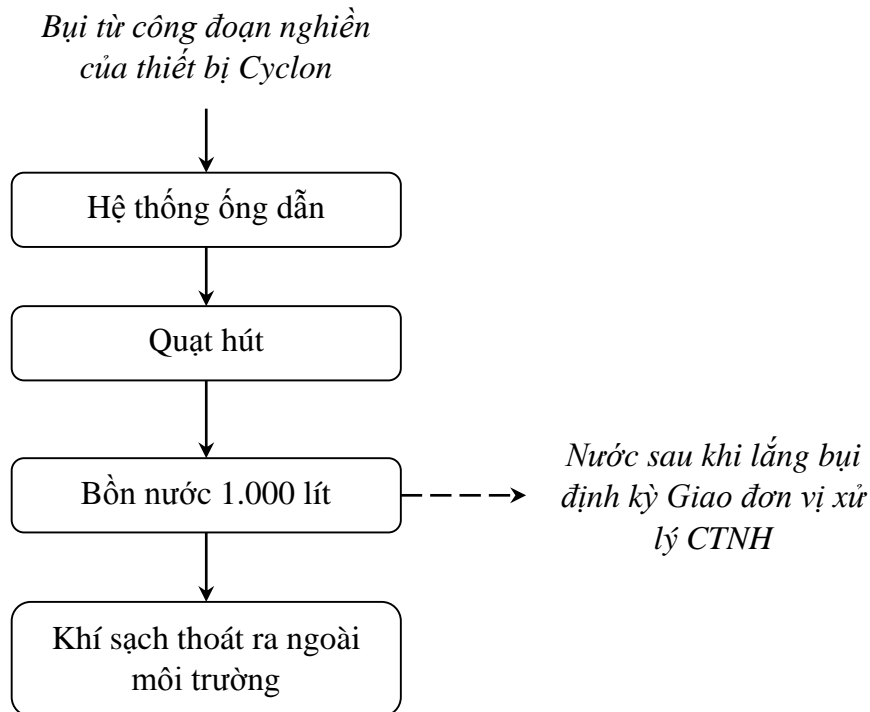 Bụi từ công đoạn nghiền
của thiết bị Cyclon
Hệ thống ống dẫn
Quạt hút
Bồn nước 1.000 lít
Nước sau khi lắng bụi
định kỳ Giao đơn vị xử
lý CTNH
Khí sạch thoát ra ngoài
môi trường